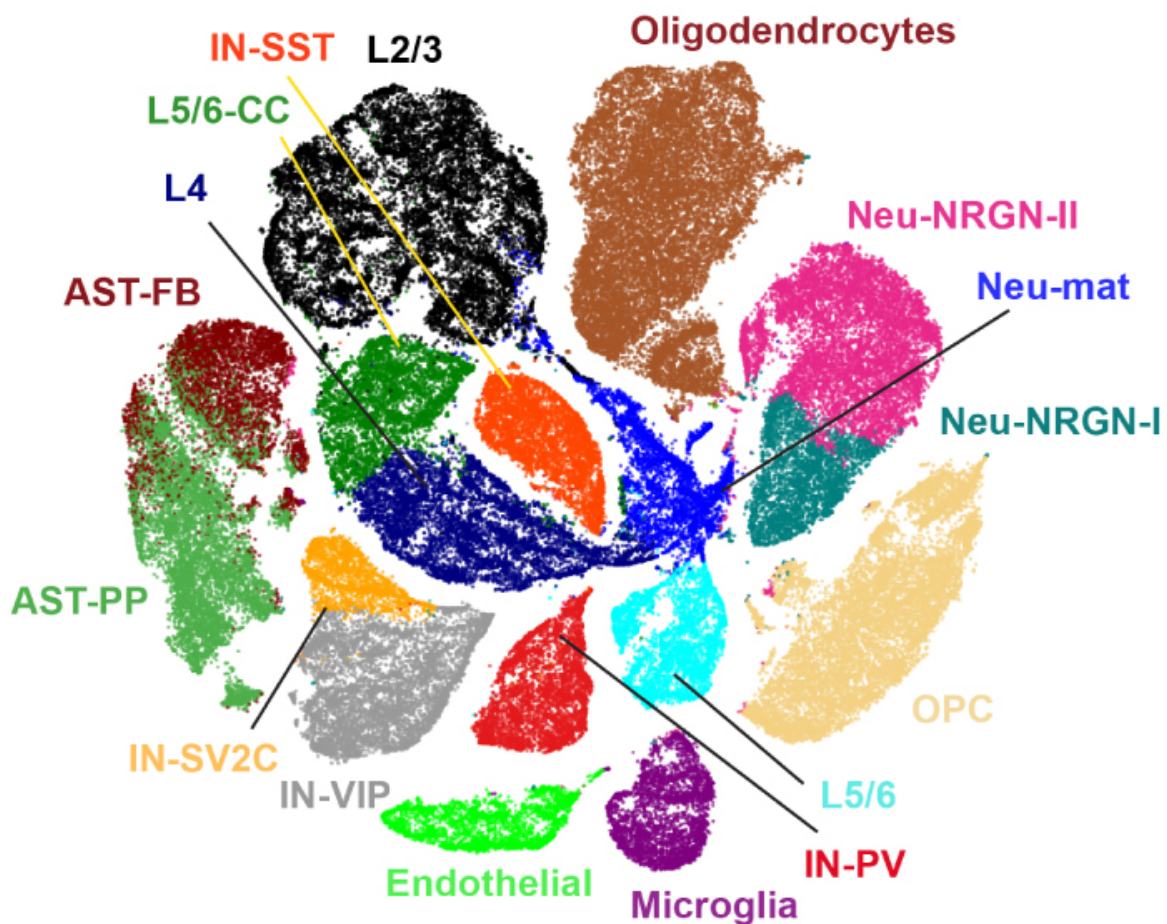 Oligodendrocytes
IN-SST
L2/3
L5/6-CC
L4
Neu-NRGN-II
Neu-mat
AST-FB
Neu-NRGN-I
AST-PP
OPC
IN-SV2C
IN-VIP
L5/6
IN-PV
Endothelial
Microglia